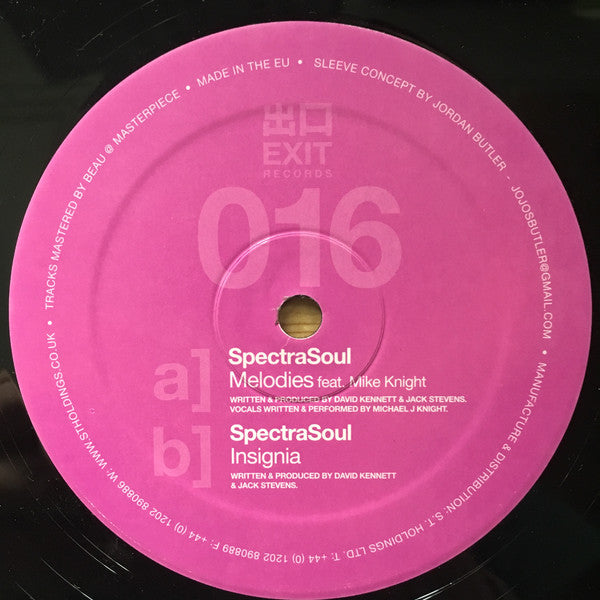 出口
EXIT
RECORDS
016
a]
SpectraSoul
Melodies feat. Mike Knight
WRITTEN & PRODUCED BY DAVID KENNETT & JACK STEVENS.
VOCALS WRITTEN & PERFORMED BY MICHAEL J KNIGHT.
b]
SpectraSoul
Insignia
WRITTEN & PRODUCED BY DAVID KENNETT
& JACK STEVENS.
• TRACKS MASTERED BY BEAU @ MASTERPIECE • MADE IN THE EU • SLEEVE CONCEPT BY JORDAN BUTLER - JOJOSBUTLER@GMAIL.COM • MANUFACTURE & DISTRIBUTION: S.T. HOLDINGS LTD. T: +44 (0) 1202 890889 F: +44 (0) 1202 890886 W: WWW.STHOLDINGS.CO.UK